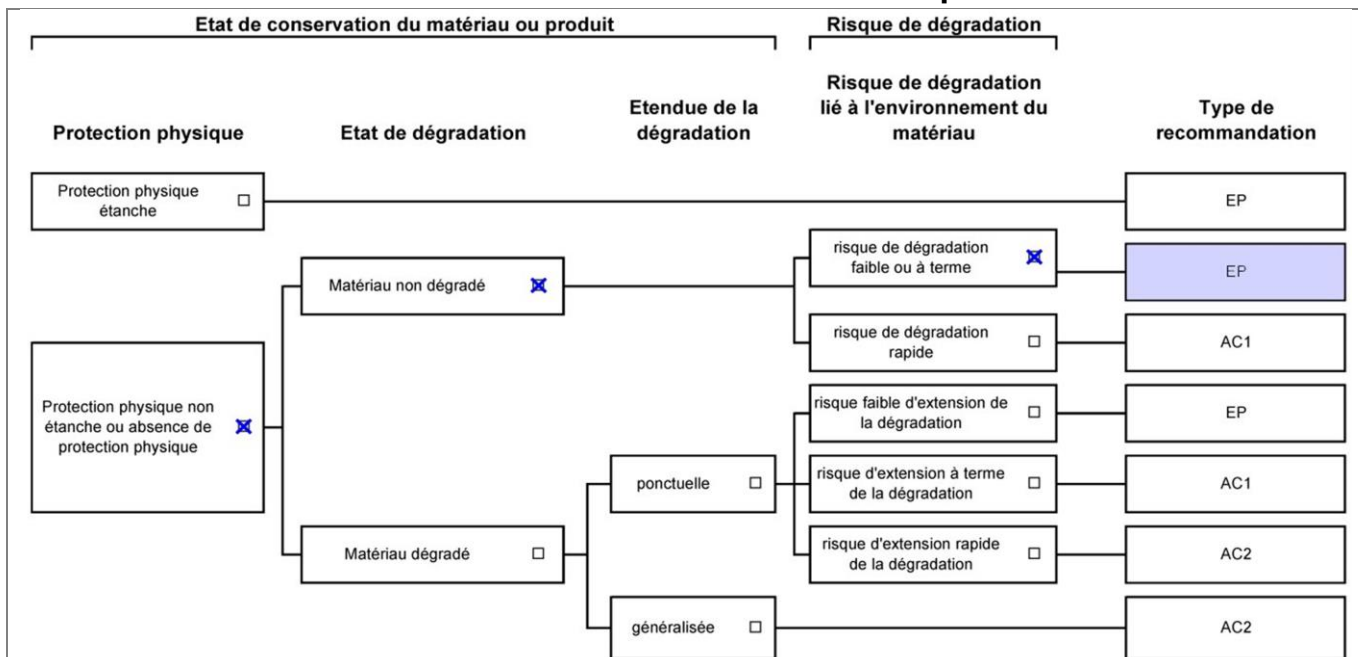 Etat de conservation du matériau ou produit
Risque de dégradation
Protection physique
Etat de dégradation
Etendue de la
dégradation
Risque de dégradation
lié à l'environnement du
matériau
Type de
recommandation
Protection physique
étanche
EP
Protection physique non
étanche ou absence de
protection physique
Matériau non dégradé
risque de dégradation
faible ou à terme
EP
risque de dégradation
rapide
AC1
Matériau dégradé
ponctuelle
risque faible d'extension de
la dégradation
EP
risque d'extension à terme
de la dégradation
AC1
risque d'extension rapide
de la dégradation
AC2
généralisée
AC2